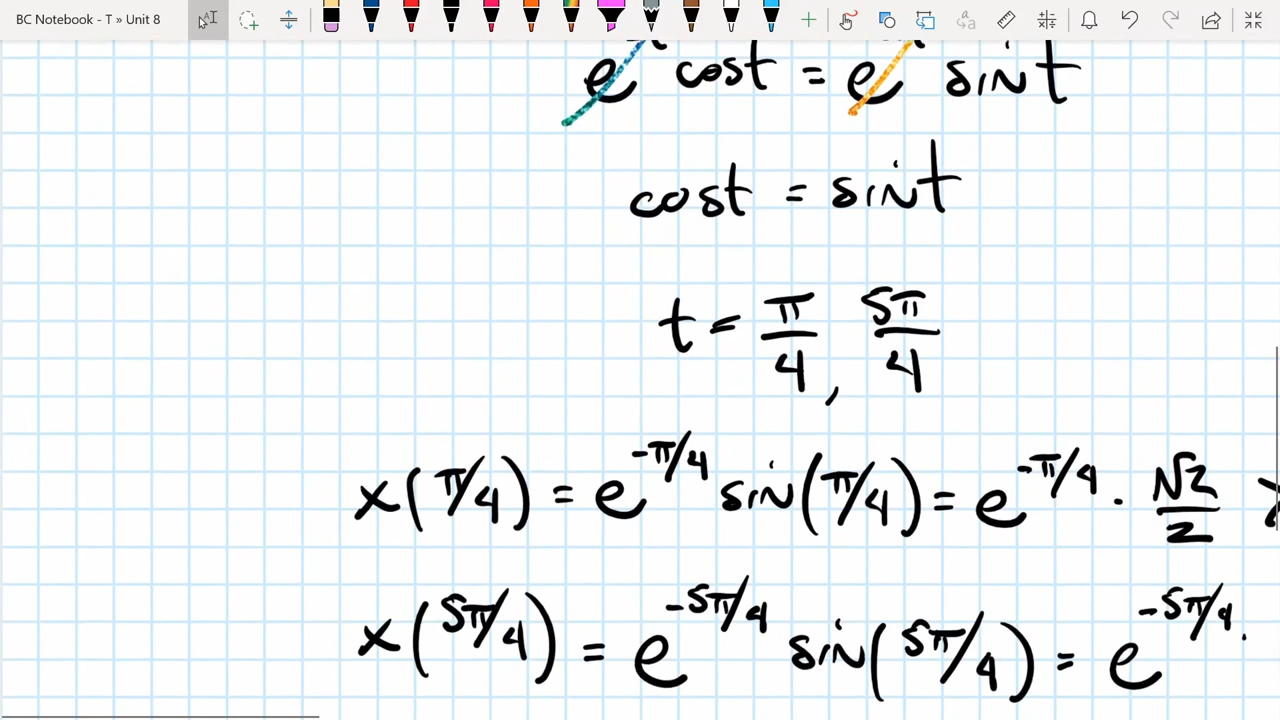 BC Notebook - T » Unit 8
e cost = e sint
cost = sint
t = π/4, 5π/4
x(π/4) = e^(-π/4) sin(π/4) = e^(-π/4) · √2/2
x(5π/4) = e^(-5π/4) sin(5π/4) = e^(-5π/4) ·